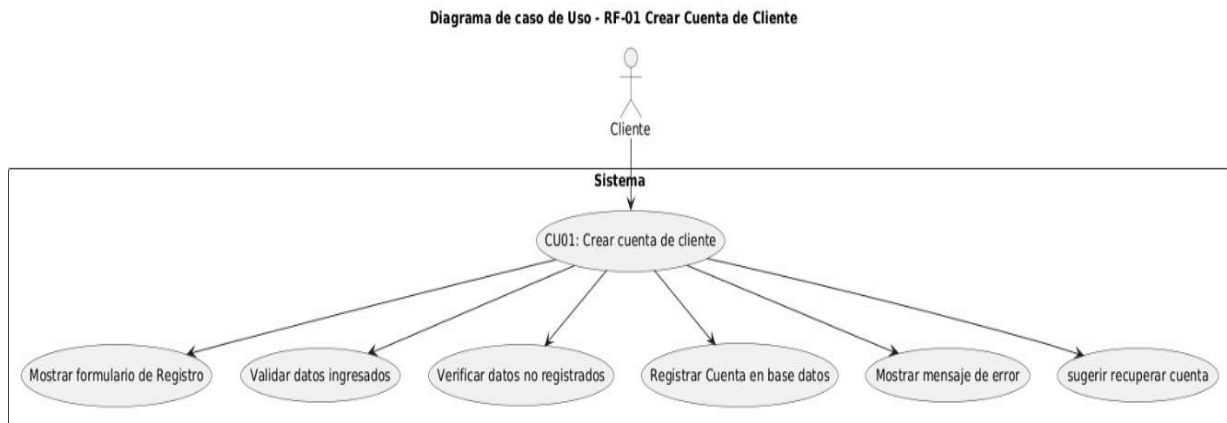 Diagrama de caso de Uso - RF-01 Crear Cuenta de Cliente
Cliente
Sistema
CU01: Crear cuenta de cliente
Mostrar formulario de Registro
Validar datos ingresados
Verificar datos no registrados
Registrar Cuenta en base datos
Mostrar mensaje de error
sugerir recuperar cuenta